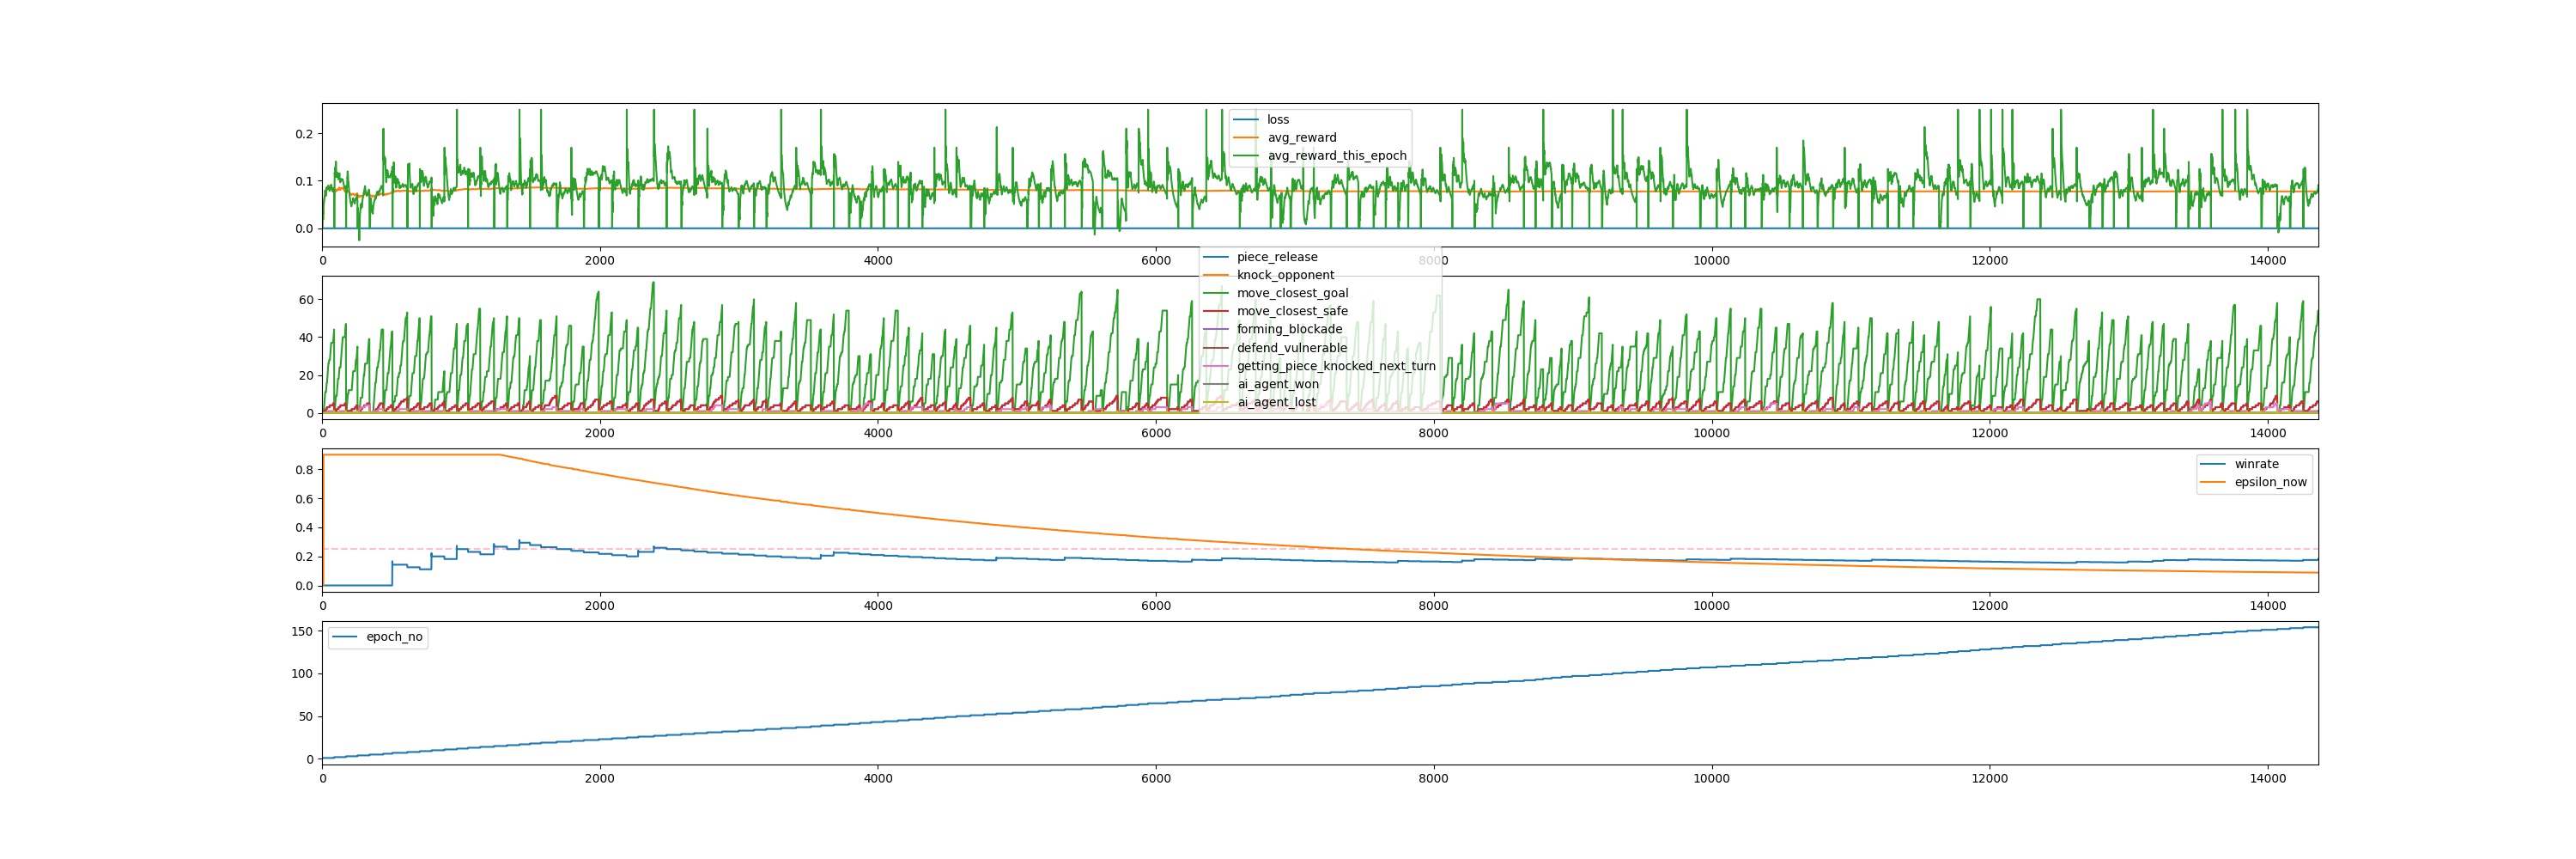 0.2
0.1
0.0
loss
avg_reward
avg_reward_this_epoch
0 2000 4000 6000 8000 10000 12000 14000
60
40
20
0
piece_release
knock_opponent
move_closest_goal
move_closest_safe
forming_blockade
defend_vulnerable
getting_piece_knocked_next_turn
ai_agent_won
ai_agent_lost
0 2000 4000 6000 8000 10000 12000 14000
0.8
0.6
0.4
0.2
0.0
winrate
epsilon_now
0 2000 4000 6000 8000 10000 12000 14000
150
100
50
0
epoch_no
0 2000 4000 6000 8000 10000 12000 14000